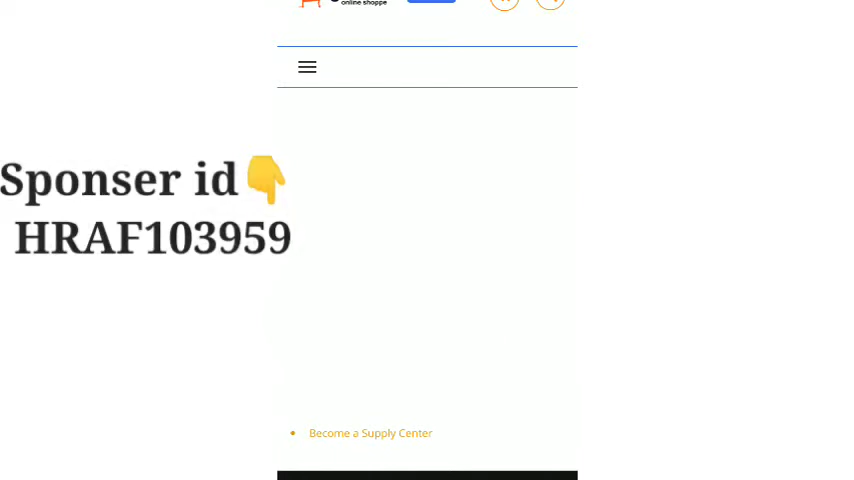 online shoppe
Sponser id👇
HRAF103959
Become a Supply Center